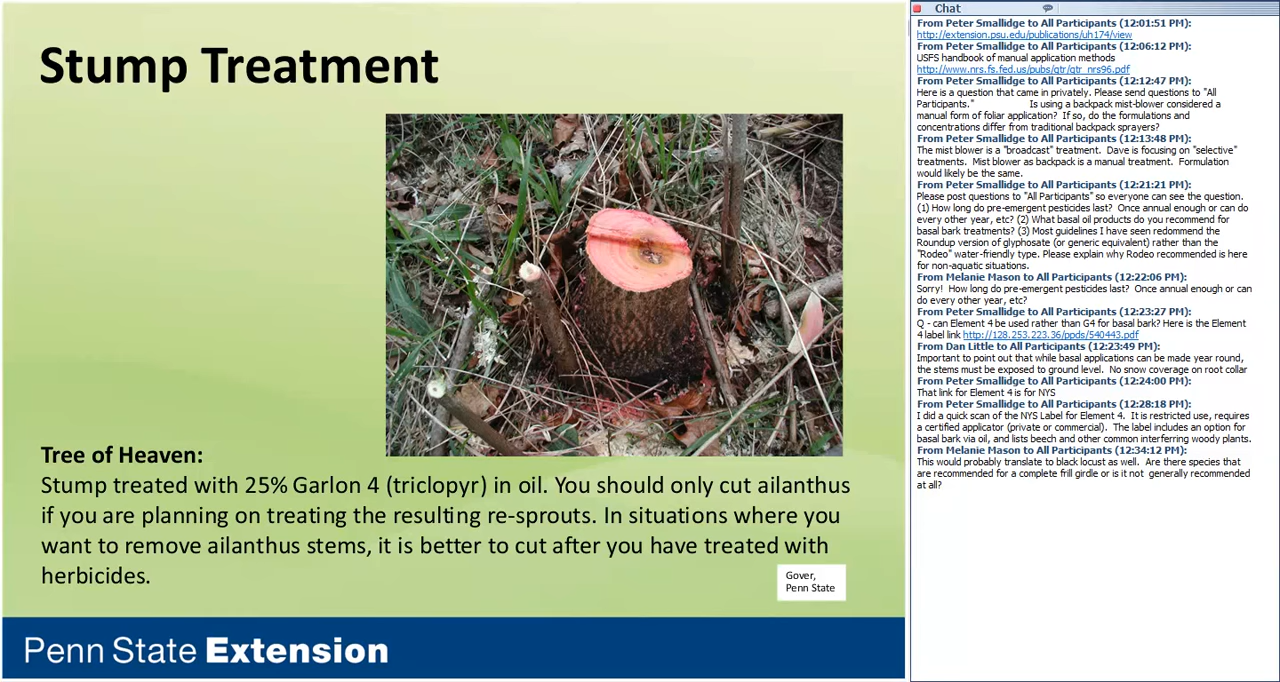 Stump Treatment
Tree of Heaven:
Stump treated with 25% Garlon 4 (triclopyr) in oil. You should only cut ailanthus
if you are planning on treating the resulting re-sprouts. In situations where you
want to remove ailanthus stems, it is better to cut after you have treated with
herbicides.
Gover,
Penn State
Penn State Extension
Chat
From Peter Smallidge to All Participants (12:01:51 PM):
http://extension.psu.edu/publications/uh174/view
From Peter Smallidge to All Participants (12:06:12 PM):
USFS handbook of manual application methods
http://www.nrs.fs.fed.us/pubs/gtr/gtr_nrs96.pdf
From Peter Smallidge to All Participants (12:12:47 PM):
Here is a question that came in privately. Please send questions to "All
Participants." Is using a backpack mist-blower considered a
manual form of foliar application? If so, do the formulations and
concentrations differ from traditional backpack sprayers?
From Peter Smallidge to All Participants (12:13:48 PM):
The mist blower is a "broadcast" treatment. Dave is focusing on "selective"
treatments. Mist blower as backpack is a manual treatment. Formulation
would likely be the same.
From Peter Smallidge to All Participants (12:21:21 PM):
Please post questions to "All Participants" so everyone can see the question.
(1) How long do pre-emergent pesticides last? Once annual enough or can do
every other year, etc? (2) What basal oil products do you recommend for
basal bark treatments? (3) Most guidelines I have seen redommend the
Roundup version of glyphosate (or generic equivalent) rather than the
"Rodeo" water-friendly type. Please explain why Rodeo recommended is here
for non-aquatic situations.
From Melanie Mason to All Participants (12:22:06 PM):
Sorry! How long do pre-emergent pesticides last? Once annual enough or can
do every other year, etc?
From Peter Smallidge to All Participants (12:23:27 PM):
Q - can Element 4 be used rather than G4 for basal bark? Here is the Element
4 label link http://128.253.223.36/ppds/540443.pdf
From Dan Little to All Participants (12:23:49 PM):
Important to point out that while basal applications can be made year round,
the stems must be exposed to ground level. No snow coverage on root collar
From Peter Smallidge to All Participants (12:24:00 PM):
That link for Element 4 is for NYS
From Peter Smallidge to All Participants (12:28:18 PM):
I did a quick scan of the NYS Label for Element 4. It is restricted use, requires
a certified applicator (private or commercial). The label includes an option for
basal bark via oil, and lists beech and other common interfering woody plants.
From Melanie Mason to All Participants (12:34:12 PM):
This would probably translate to black locust as well. Are there species that
are recommended for a complete frill girdle or is it not generally recommended
at all?